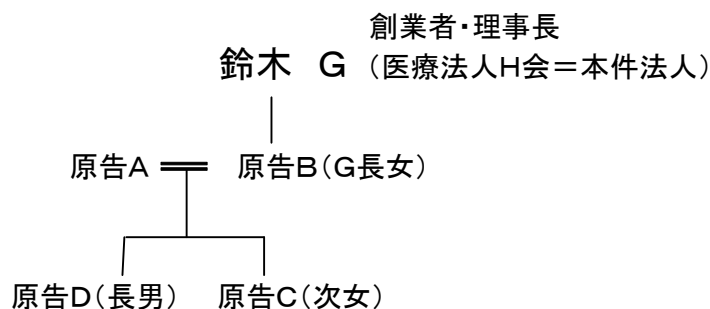 創業者・理事長
鈴木 G (医療法人H会=本件法人)
原告A 原告B(G長女)
原告D(長男) 原告C(次女)